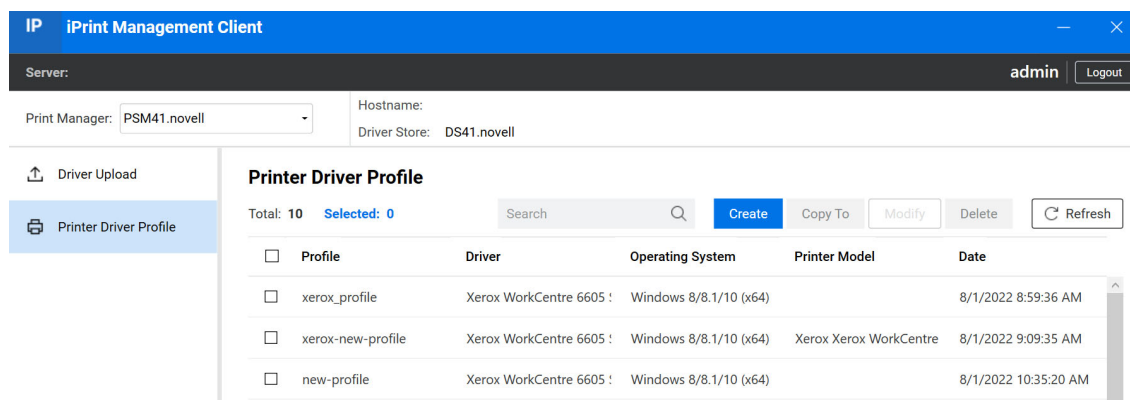 IP iPrint Management Client
Server: admin Logout
Print Manager: PSM41.novell Hostname:
Driver Store: DS41.novell
Driver Upload
Printer Driver Profile
Printer Driver Profile
Total: 10 Selected: 0 Search Create Copy To Modify Delete Refresh
Profile Driver Operating System Printer Model Date
xerox_profile Xerox WorkCentre 6605 Windows 8/8.1/10 (x64) 8/1/2022 8:59:36 AM
xerox-new-profile Xerox WorkCentre 6605 Windows 8/8.1/10 (x64) Xerox Xerox WorkCentre 8/1/2022 9:09:35 AM
new-profile Xerox WorkCentre 6605 Windows 8/8.1/10 (x64) 8/1/2022 10:35:20 AM